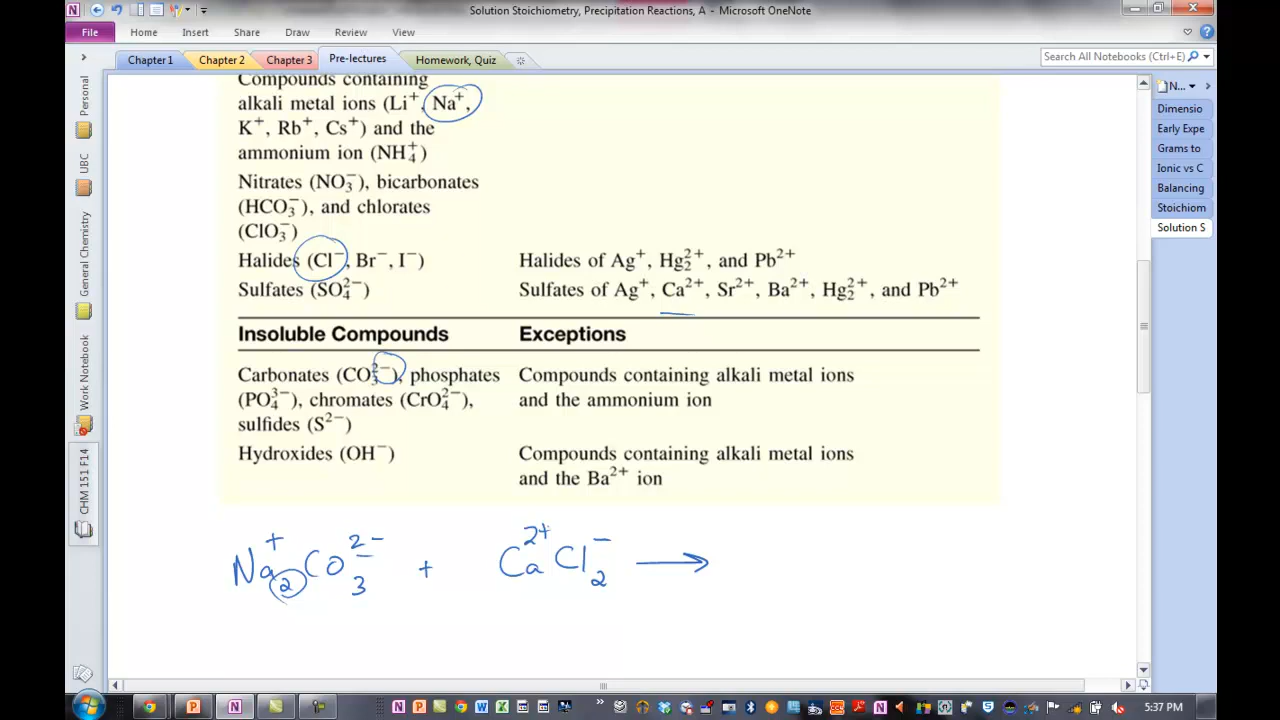 Solution Stoichiometry, Precipitation Reactions, A - Microsoft OneNote
File Home Insert Share Draw Review View
Chapter 1 Chapter 2 Chapter 3 Pre-lectures Homework, Quiz
Search All Notebooks (Ctrl+E)
N...
Personal
UBC
General Chemistry
Work Notebook
CHM 151 F14
Dimensio
Early Expe
Grams to
Ionic vs C
Balancing
Stoichiom
Solution S
Compounds containing
alkali metal ions (Li⁺, Na⁺,
K⁺, Rb⁺, Cs⁺) and the
ammonium ion (NH₄⁺)
Nitrates (NO₃⁻), bicarbonates
(HCO₃⁻), and chlorates
(ClO₃⁻)
Halides (Cl⁻, Br⁻, I⁻) Halides of Ag⁺, Hg₂²⁺, and Pb²⁺
Sulfates (SO₄²⁻) Sulfates of Ag⁺, Ca²⁺, Sr²⁺, Ba²⁺, Hg₂²⁺, and Pb²⁺
Insoluble Compounds Exceptions
Carbonates (CO₃²⁻), phosphates Compounds containing alkali metal ions
(PO₄³⁻), chromates (CrO₄²⁻), and the ammonium ion
sulfides (S²⁻)
Hydroxides (OH⁻) Compounds containing alkali metal ions
and the Ba²⁺ ion
Na₂⁺CO₃²⁻ + Ca²⁺Cl₂⁻ →
5:37 PM